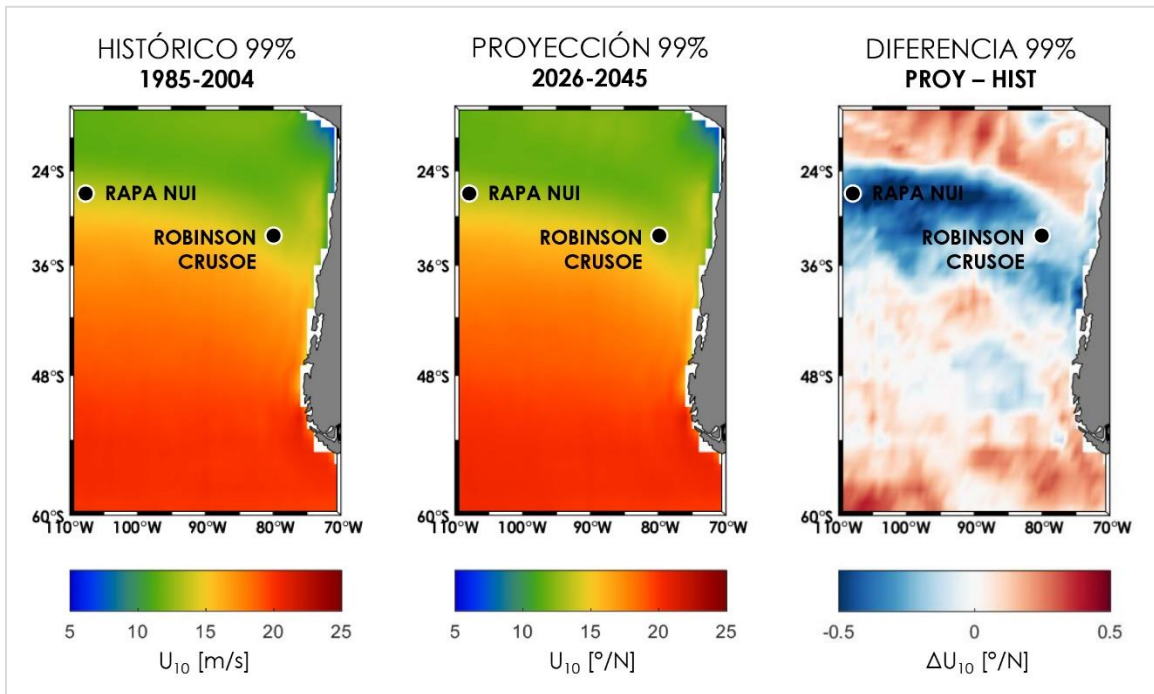 HISTÓRICO 99%
1985-2004
PROYECCIÓN 99%
2026-2045
DIFERENCIA 99%
PROY – HIST
24°S
36°S
48°S
60°S
110°W 100°W 90°W 80°W 70°W
RAPA NUI
ROBINSON
CRUSOE
24°S
36°S
48°S
60°S
110°W 100°W 90°W 80°W 70°W
RAPA NUI
ROBINSON
CRUSOE
24°S
36°S
48°S
60°S
110°W 100°W 90°W 80°W 70°W
RAPA NUI
ROBINSON
CRUSOE
5 10 15 20 25
U₁₀ [m/s]
5 10 15 20 25
U₁₀ [°/N]
-0.5 0 0.5
ΔU₁₀ [°/N]